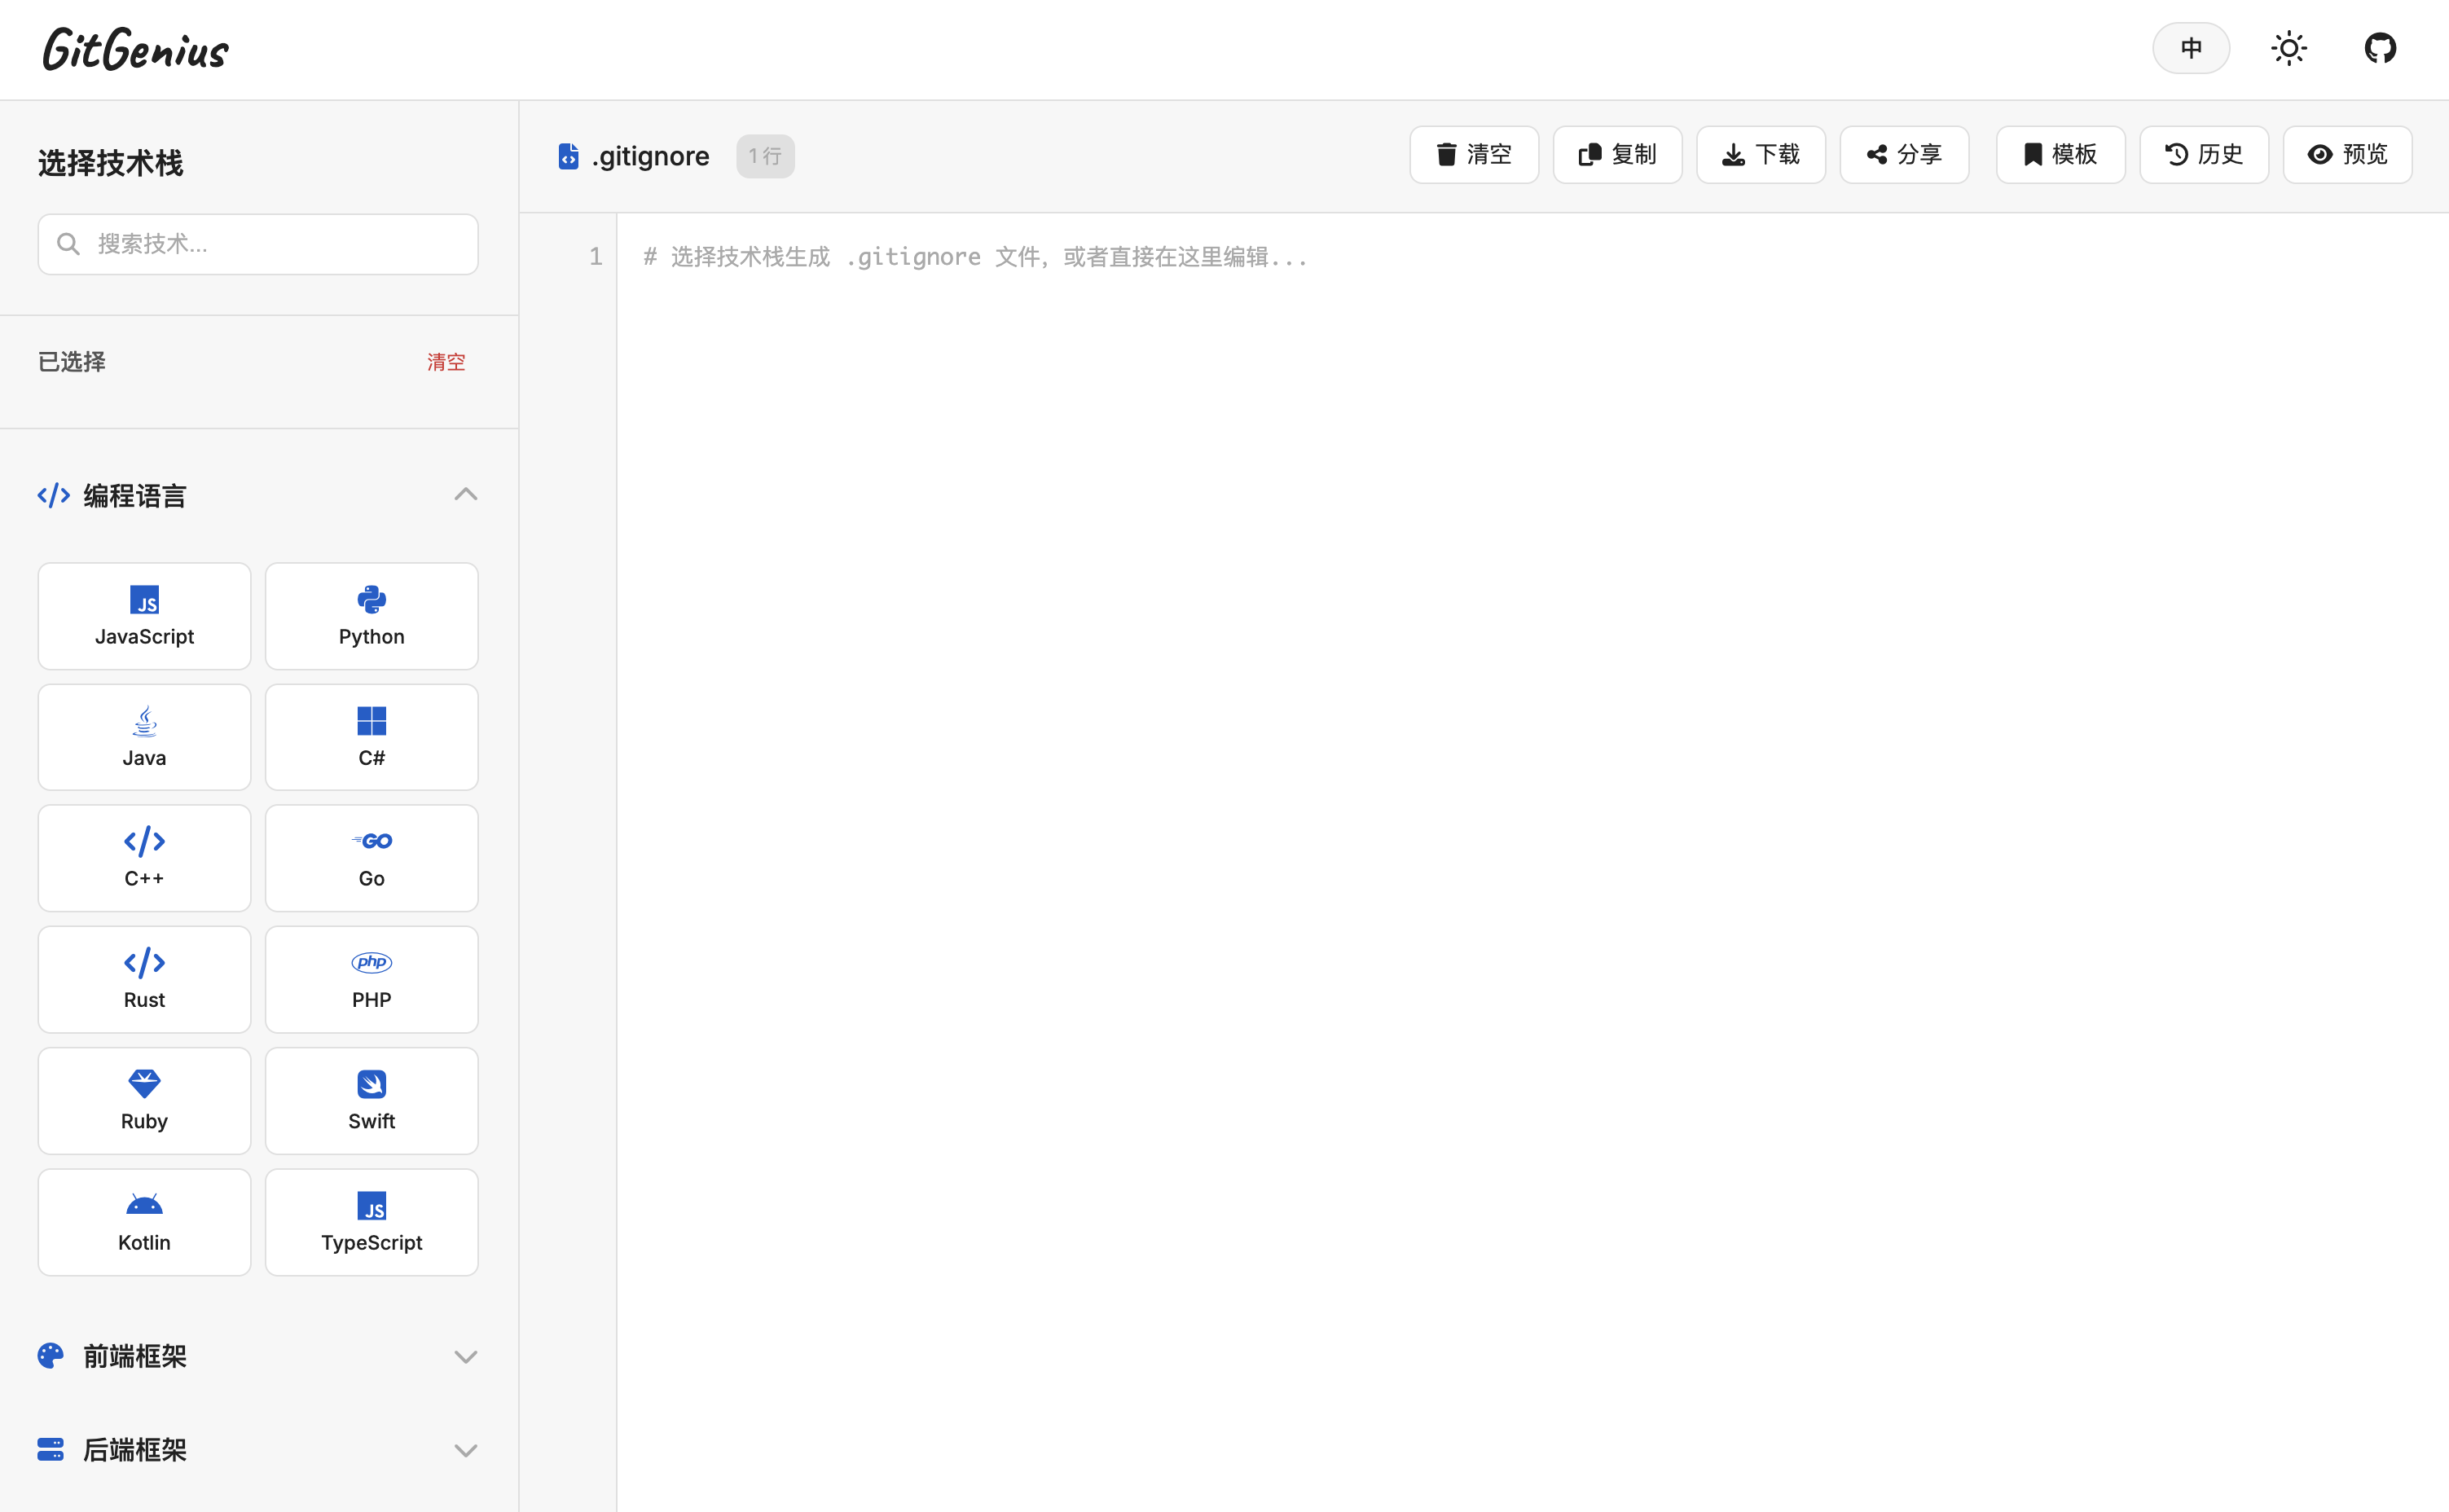 GitGenius
中
选择技术栈
搜索技术...
已选择
清空
编程语言
JS
JavaScript
Python
Java
C#
C++
GO
Go
Rust
php
PHP
Ruby
Swift
Kotlin
JS
TypeScript
前端框架
后端框架
.gitignore
1 行
清空
复制
下载
分享
模板
历史
预览
1
# 选择技术栈生成 .gitignore 文件，或者直接在这里编辑...